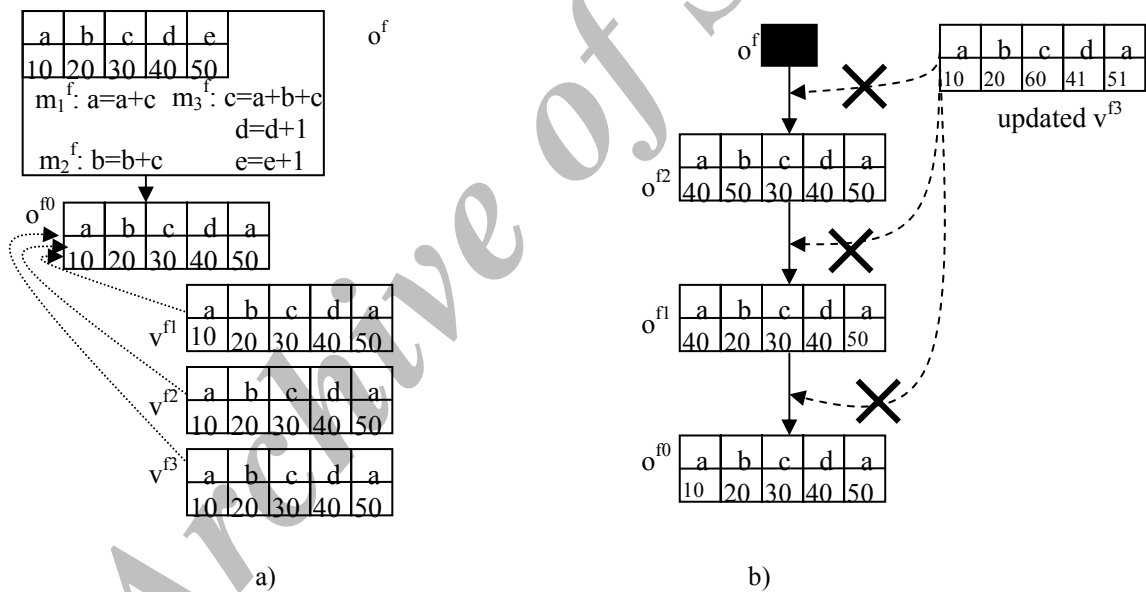 a b c d e
10 20 30 40 50
o^f
m₁^f: a=a+c m₃^f: c=a+b+c
d=d+1
m₂^f: b=b+c e=e+1
o^f0
a b c d a
10 20 30 40 50
v^f1
a b c d a
10 20 30 40 50
v^f2
a b c d a
10 20 30 40 50
v^f3
a b c d a
10 20 30 40 50
a)
o^f
a b c d a
10 20 60 41 51
updated v^f3
o^f2
a b c d a
40 50 30 40 50
o^f1
a b c d a
40 20 30 40 50
o^f0
a b c d a
10 20 30 40 50
b)
Archive of S